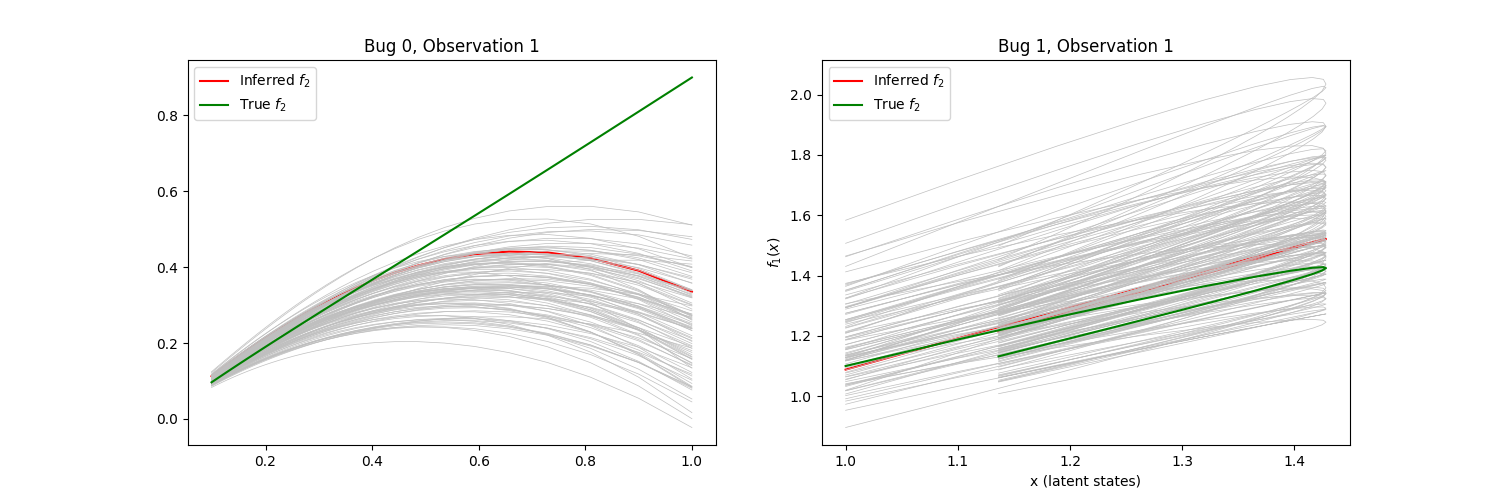 Bug 0, Observation 1
Inferred f₂
True f₂
0.8
0.6
0.4
0.2
0.0
0.2
0.4
0.6
0.8
1.0
Bug 1, Observation 1
Inferred f₂
True f₂
2.0
1.8
1.6
1.4
1.2
1.0
f₁(x)
1.0
1.1
1.2
1.3
1.4
x (latent states)